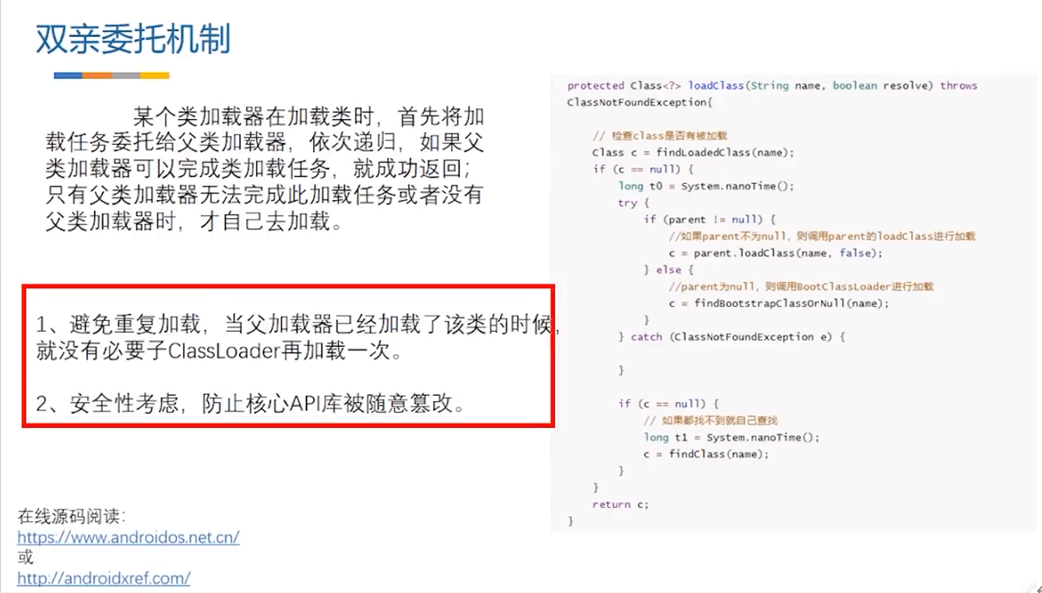 双亲委托机制
某个类加载器在加载类时，首先将加
载任务委托给父类加载器，依次递归，如果父
类加载器可以完成类加载任务，就成功返回；
只有父类加载器无法完成此加载任务或者没有
父类加载器时，才自己去加载。
1、避免重复加载，当父加载器已经加载了该类的时候，
就没有必要子ClassLoader再加载一次。
2、安全性考虑，防止核心API库被随意篡改。
在线源码阅读：
https://www.androidos.net.cn/
或
http://androidxref.com/
protected Class<?> loadClass(String name, boolean resolve) throws
ClassNotFoundException{
// 检查class是否有被加载
Class c = findLoadedClass(name);
if (c == null) {
long t0 = System.nanoTime();
try {
if (parent != null) {
//如果parent不为null，则调用parent的loadClass进行加载
c = parent.loadClass(name, false);
} else {
//parent为null，则调用BootClassLoader进行加载
c = findBootstrapClassOrNull(name);
}
} catch (ClassNotFoundException e) {
}
if (c == null) {
// 如果都找不到就自己查找
long t1 = System.nanoTime();
c = findClass(name);
}
}
return c;
}